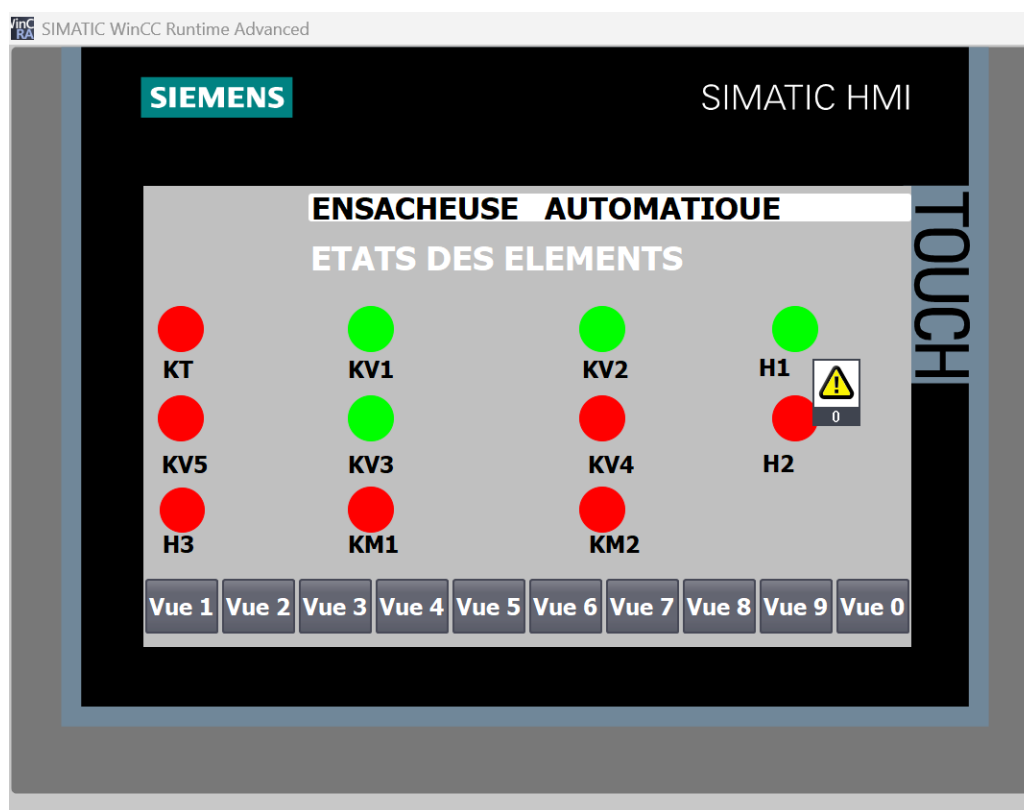 SIMATIC WinCC Runtime Advanced
SIEMENS
SIMATIC HMI
TOUCH
ENSACHEUSE AUTOMATIQUE
ETATS DES ELEMENTS
KT KV1 KV2 H1
0
KV5 KV3 KV4 H2
H3 KM1 KM2
Vue 1 Vue 2 Vue 3 Vue 4 Vue 5 Vue 6 Vue 7 Vue 8 Vue 9 Vue 0